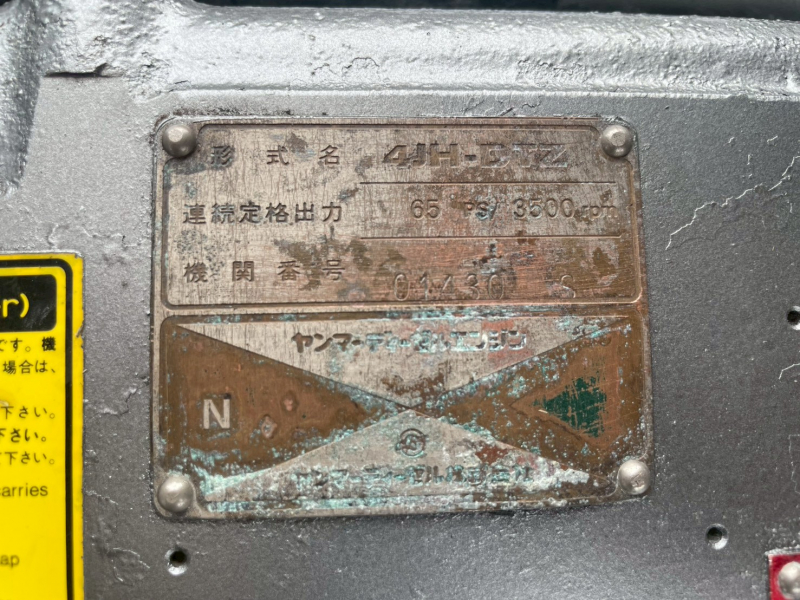 形式名 4JH-DTZ
連続定格出力 65 PS/3500rpm
機関番号 04430 S
ヤンマーディーゼルエンジン
N
ヤンマーディーゼル株式会社
r)
です。機
場合は、
下さい。
下さい。
下さい。
carries
ap